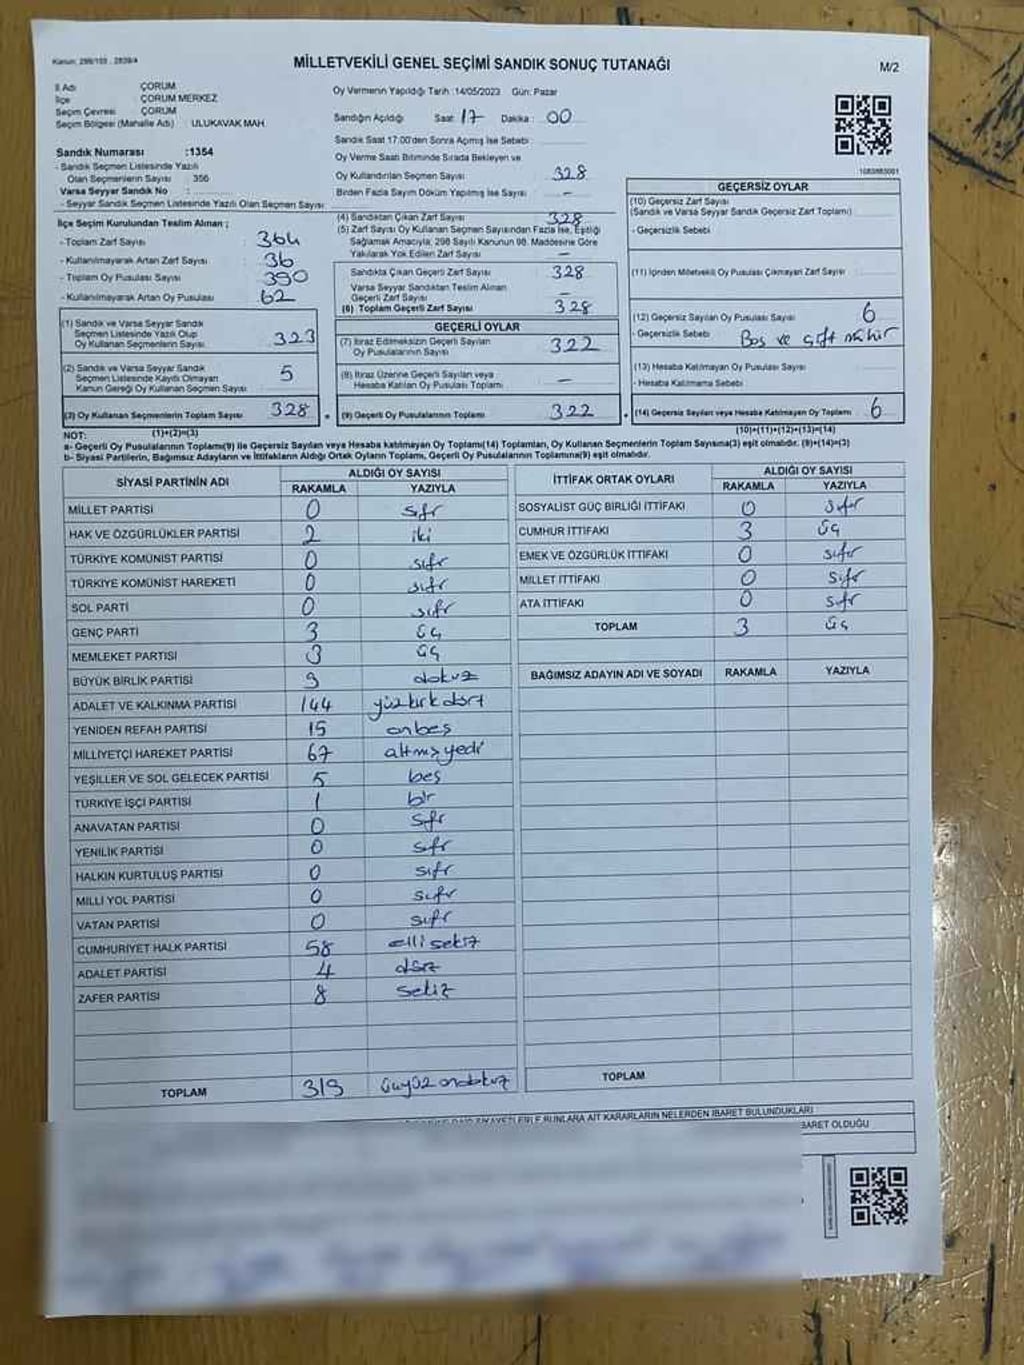 Kanun: 298/105 . 2839/4
MİLLETVEKİLİ GENEL SEÇİMİ SANDIK SONUÇ TUTANAĞI
M/2
İl Adı ÇORUM
İlçe ÇORUM MERKEZ
Seçim Çevresi ÇORUM
Seçim Bölgesi (Mahalle Adı) : ULUKAVAK MAH.
Sandık Numarası :1354
- Sandık Seçmen Listesinde Yazılı
Olan Seçmenlerin Sayısı 356
Varsa Seyyar Sandık No :
- Seyyar Sandık Seçmen Listesinde Yazılı Olan Seçmen Sayısı:
Oy Vermenin Yapıldığı Tarih :14/05/2023 Gün: Pazar
Sandığın Açıldığı Saat: 17 Dakika : 00
Sandık Saat 17:00'den Sonra Açılmış İse Sebebi :
Oy Verme Saati Bitiminde Sırada Bekleyen ve
Oy Kullandırılan Seçmen Sayısı 328
Birden Fazla Sayım Döküm Yapılmış İse Sayısı –
1083883001
İlçe Seçim Kurulundan Teslim Alınan ;
- Toplam Zarf Sayısı : 364
- Kullanılmayarak Artan Zarf Sayısı : 36
- Toplam Oy Pusulası Sayısı : 390
- Kullanılmayarak Artan Oy Pusulası : 62
(1) Sandık ve Varsa Seyyar Sandık
Seçmen Listesinde Yazılı Olup
Oy Kullanan Seçmenlerin Sayısı 323
(2) Sandık ve Varsa Seyyar Sandık
Seçmen Listesinde Kayıtlı Olmayan
Kanun Gereği Oy Kullanan Seçmen Sayısı 5
(3) Oy Kullanan Seçmenlerin Toplam Sayısı 328
(1)+(2)=(3)
(4) Sandıktan Çıkan Zarf Sayısı 328
(5) Zarf Sayısı Oy Kullanan Seçmen Sayısından Fazla İse, Eşitliği
Sağlamak Amacıyla, 298 Sayılı Kanunun 98. Maddesine Göre
Yakılarak Yok Edilen Zarf Sayısı –
Sandıkta Çıkan Geçerli Zarf Sayısı 328
Varsa Seyyar Sandıktan Teslim Alınan
Geçerli Zarf Sayısı –
(6) Toplam Geçerli Zarf Sayısı 328
GEÇERLİ OYLAR
(7) İtiraz Edilmeksizin Geçerli Sayılan
Oy Pusulalarının Sayısı 322
(8) İtiraz Üzerine Geçerli Sayılan veya
Hesaba Katılan Oy Pusulası Toplamı –
(9) Geçerli Oy Pusulalarının Toplamı 322
GEÇERSİZ OYLAR
(10) Geçersiz Zarf Sayısı
(Sandık ve Varsa Seyyar Sandık Geçersiz Zarf Toplamı)
- Geçersizlik Sebebi
(11) İçinden Milletvekili Oy Pusulası Çıkmayan Zarf Sayısı
(12) Geçersiz Sayılan Oy Pusulası Sayısı 6
- Geçersizlik Sebebi Boş ve çift mühür
(13) Hesaba Katılmayan Oy Pusulası Sayısı
- Hesaba Katılmama Sebebi
(14) Geçersiz Sayılan veya Hesaba Katılmayan Oy Toplamı 6
(10)+(11)+(12)+(13)=(14)
NOT:
a- Geçerli Oy Pusulalarının Toplamı(9) ile Geçersiz Sayılan veya Hesaba katılmayan Oy Toplamı(14) Toplamları, Oy Kullanan Seçmenlerin Toplam Sayısına(3) eşit olmalıdır. (9)+(14)=(3)
b- Siyasi Partilerin, Bağımsız Adayların ve İttifakların Aldığı Ortak Oyların Toplamı, Geçerli Oy Pusulalarının Toplamına(9) eşit olmalıdır.
SİYASİ PARTİNİN ADI ALDIĞI OY SAYISI
RAKAMLA YAZIYLA
MİLLET PARTİSİ 0 sıfr
HAK VE ÖZGÜRLÜKLER PARTİSİ 2 iki
TÜRKİYE KOMÜNİST PARTİSİ 0 sıfr
TÜRKİYE KOMÜNİST HAREKETİ 0 sıfr
SOL PARTİ 0 sıfr
GENÇ PARTİ 3 üç
MEMLEKET PARTİSİ 3 üç
BÜYÜK BİRLİK PARTİSİ 9 dokuz
ADALET VE KALKINMA PARTİSİ 144 yüzkırkdört
YENİDEN REFAH PARTİSİ 15 onbeş
MİLLİYETÇİ HAREKET PARTİSİ 67 altmışyedi
YEŞİLLER VE SOL GELECEK PARTİSİ 5 beş
TÜRKİYE İŞÇİ PARTİSİ 1 bir
ANAVATAN PARTİSİ 0 sıfr
YENİLİK PARTİSİ 0 sıfr
HALKIN KURTULUŞ PARTİSİ 0 sıfr
MİLLİ YOL PARTİSİ 0 sıfr
VATAN PARTİSİ 0 sıfr
CUMHURİYET HALK PARTİSİ 58 elli sekiz
ADALET PARTİSİ 4 dört
ZAFER PARTİSİ 8 sekiz
TOPLAM 319 üçyüzondokuz
İTTİFAK ORTAK OYLARI ALDIĞI OY SAYISI
RAKAMLA YAZIYLA
SOSYALİST GÜÇ BİRLİĞİ İTTİFAKI 0 sıfr
CUMHUR İTTİFAKI 3 üç
EMEK VE ÖZGÜRLÜK İTTİFAKI 0 sıfır
MİLLET İTTİFAKI 0 sıfr
ATA İTTİFAKI 0 sıfr
TOPLAM 3 üç
BAĞIMSIZ ADAYIN ADI VE SOYADI RAKAMLA YAZIYLA
TOPLAM
ŞİKAYETLERLE BUNLARA AİT KARARLARIN NELERDEN İBARET BULUNDUKLARI
İBARET OLDUĞU